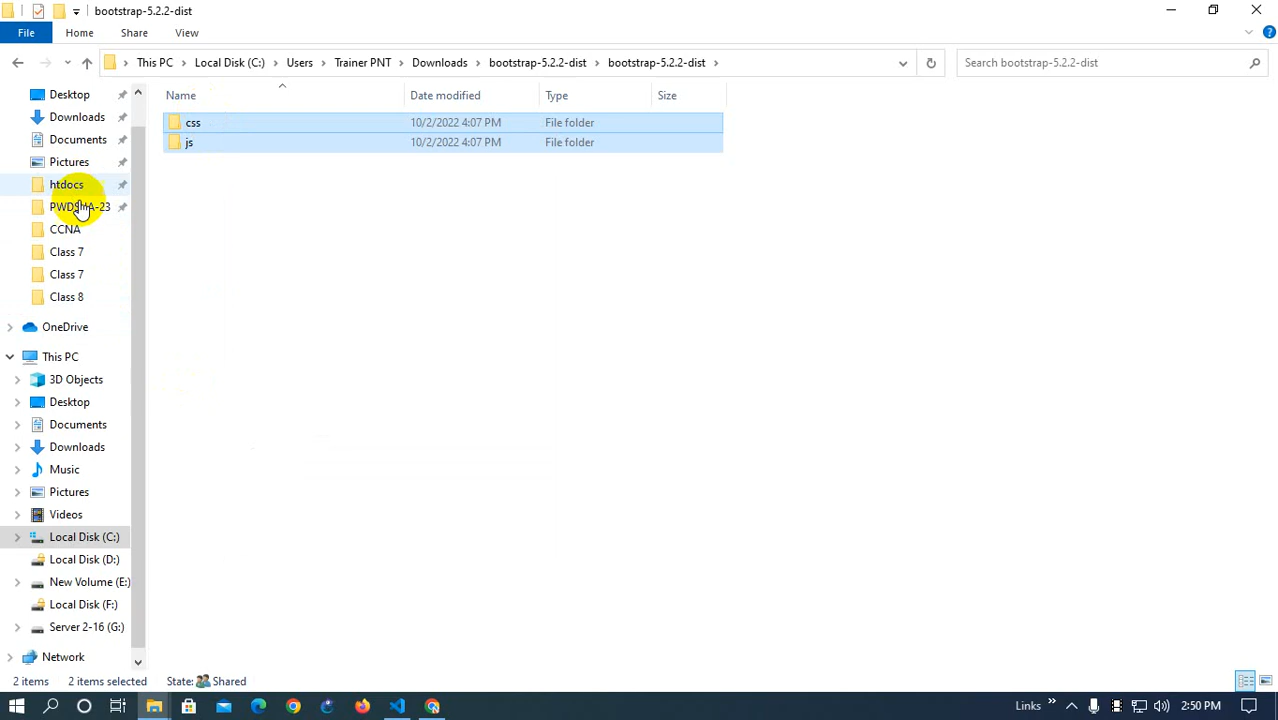 bootstrap-5.2.2-dist
File Home Share View
This PC Local Disk (C:) Users Trainer PNT Downloads bootstrap-5.2.2-dist bootstrap-5.2.2-dist
Search bootstrap-5.2.2-dist
Name Date modified Type Size
css 10/2/2022 4:07 PM File folder
js 10/2/2022 4:07 PM File folder
Desktop
Downloads
Documents
Pictures
htdocs
CCNA
Class 7
Class 7
Class 8
OneDrive
This PC
3D Objects
Desktop
Documents
Downloads
Music
Pictures
Videos
Local Disk (C:)
Local Disk (D:)
New Volume (E:)
Local Disk (F:)
Server 2-16 (G:)
Network
2 items 2 items selected State: Shared
Links 2:50 PM